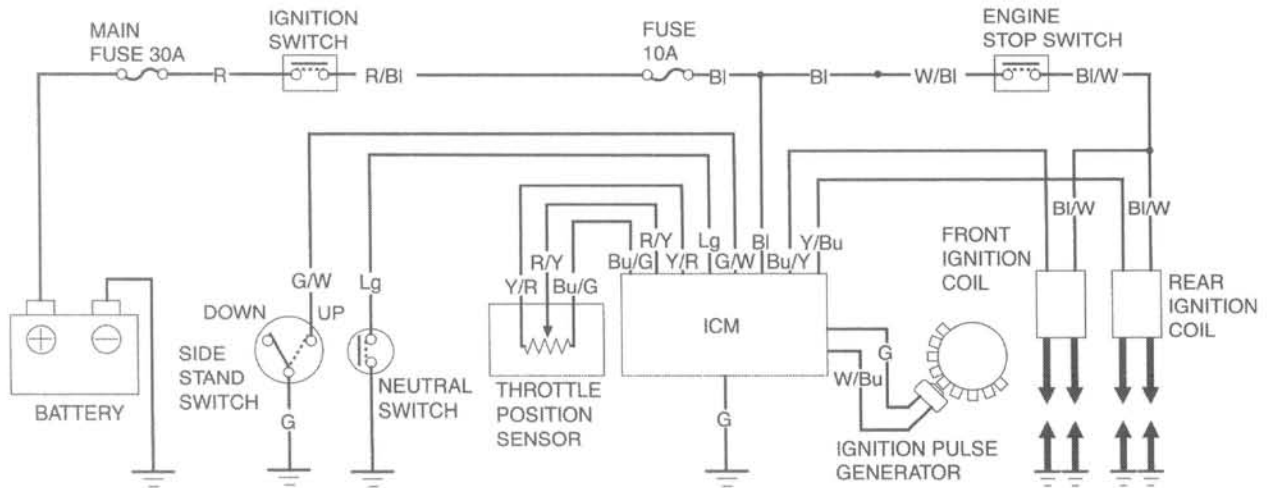 MAIN
FUSE 30A
IGNITION
SWITCH
FUSE
10A
ENGINE
STOP SWITCH
R
R/Bl
Bl
Bl
W/Bl
Bl/W
Bl/W
Bl/W
R/Y
Lg
Bl
Y/Bu
Bu/G
Y/R
G/W
Bu/Y
R/Y
Y/R
Bu/G
G/W
Lg
FRONT
IGNITION
COIL
REAR
IGNITION
COIL
DOWN
UP
SIDE
STAND
SWITCH
G
BATTERY
NEUTRAL
SWITCH
THROTTLE
POSITION
SENSOR
ICM
G
G
W/Bu
IGNITION PULSE
GENERATOR